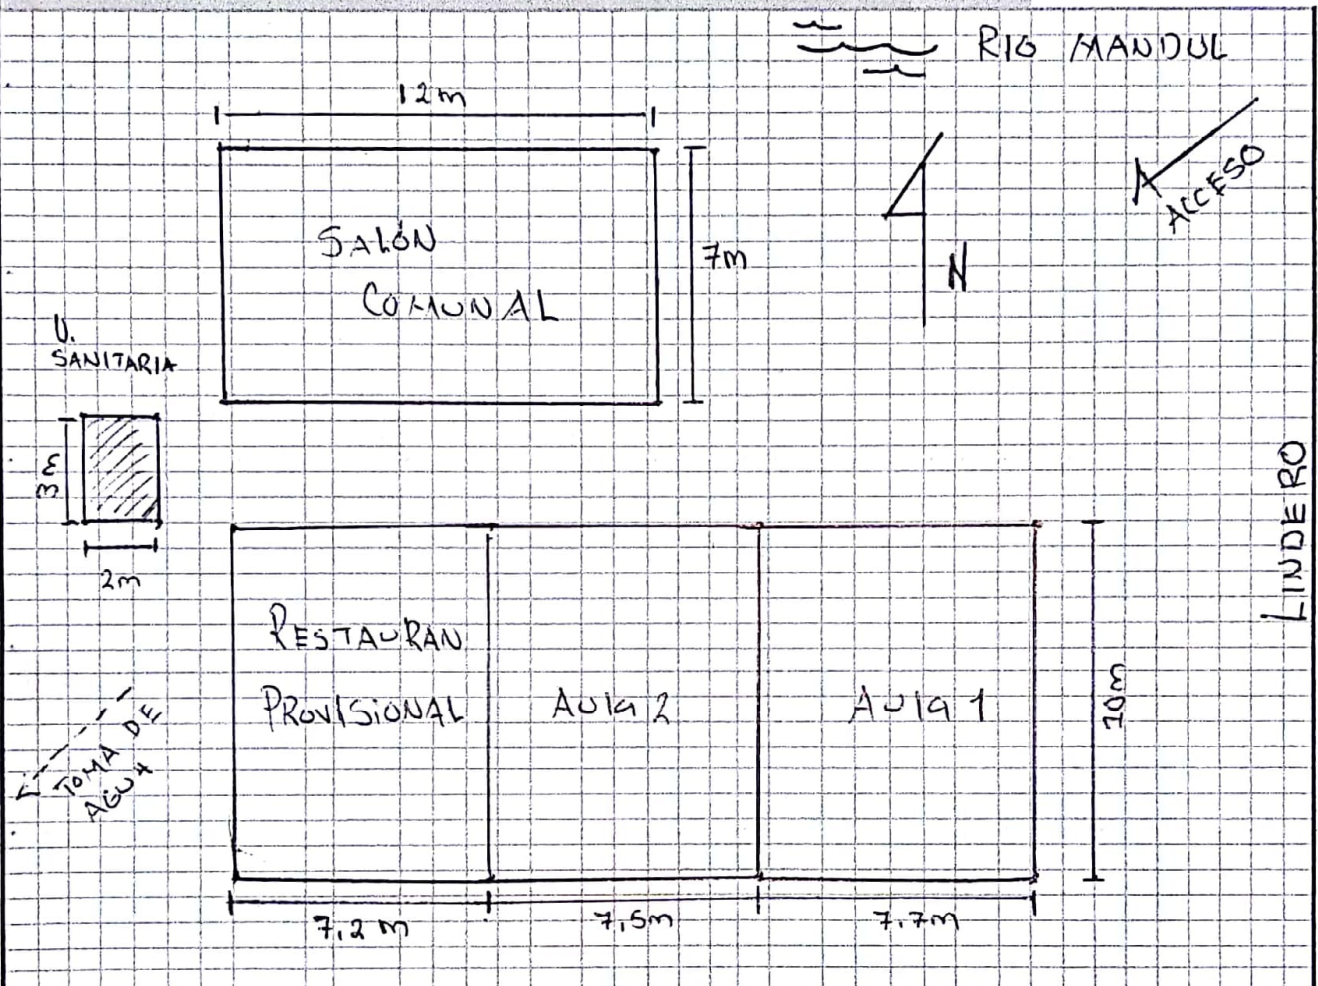 RIO MANDUL
12m
ACCESO
SALÓN
COMUNAL
7m
N
U.
SANITARIA
3m
2m
LINDERO
RESTAURAN
PROVISIONAL
AUla 2
AUla 1
10m
TOMA DE
AGUA
7.2 m
7,5m
7.7m